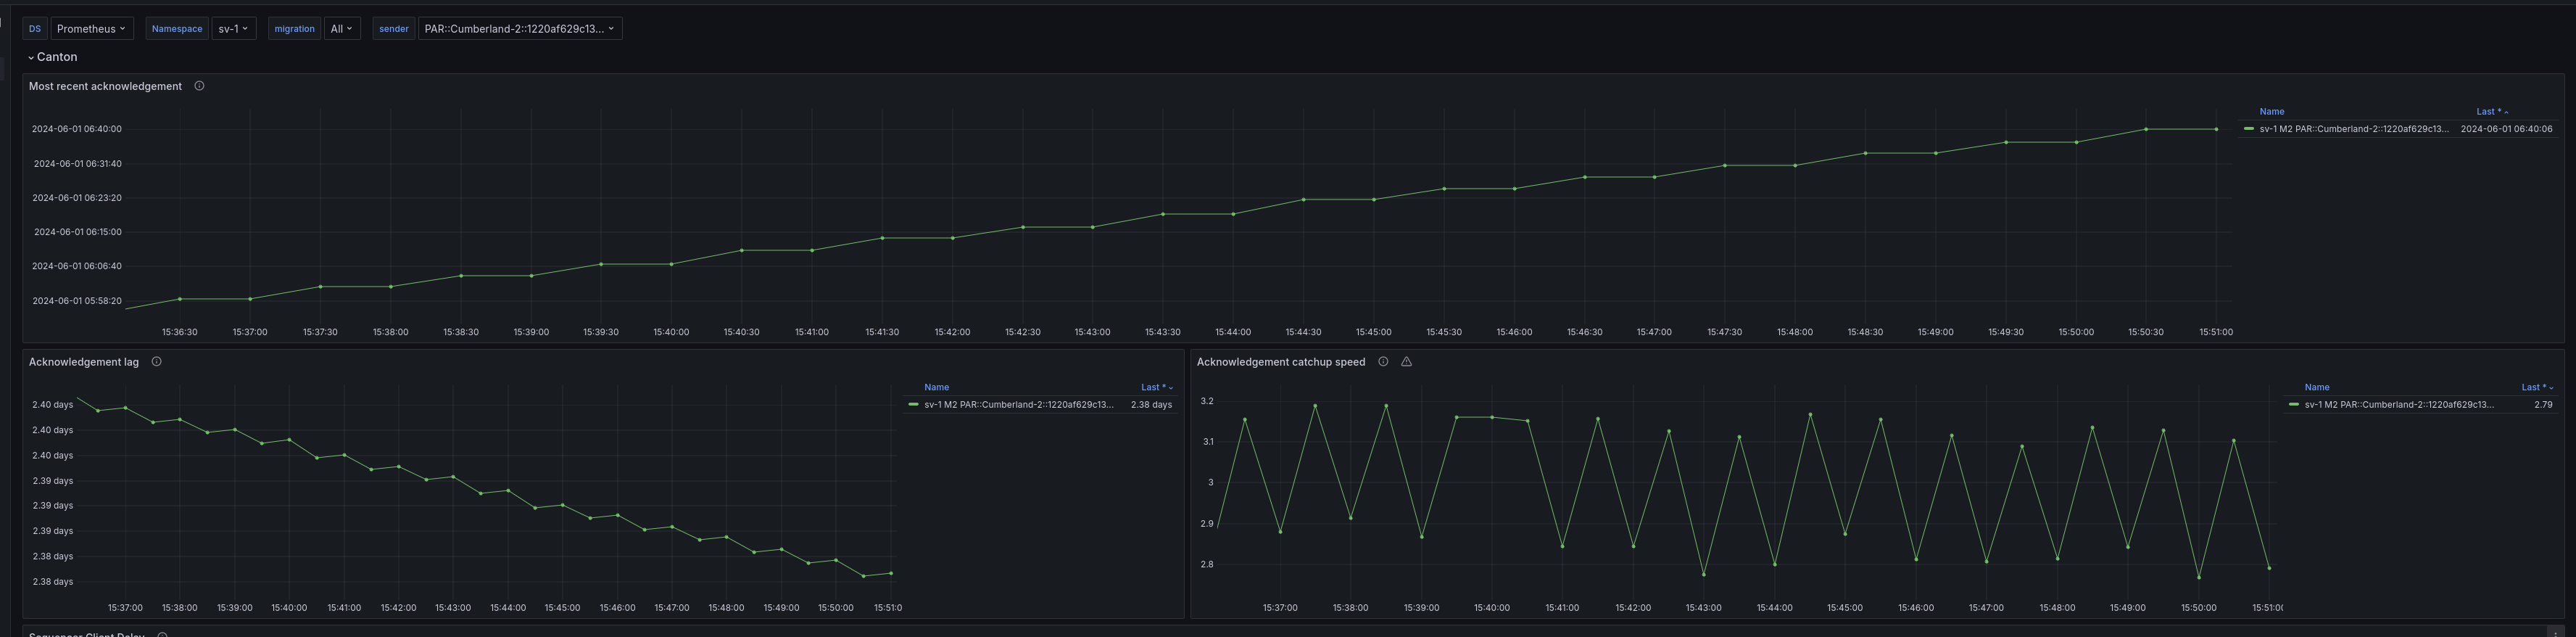 DS Prometheus Namespace sv-1 migration All sender PAR::Cumberland-2::1220af629c13...
Canton
Most recent acknowledgement
2024-06-01 06:40:00
2024-06-01 06:31:40
2024-06-01 06:23:20
2024-06-01 06:15:00
2024-06-01 06:06:40
2024-06-01 05:58:20
15:36:30 15:37:00 15:37:30 15:38:00 15:38:30 15:39:00 15:39:30 15:40:00 15:40:30 15:41:00 15:41:30 15:42:00 15:42:30 15:43:00 15:43:30 15:44:00 15:44:30 15:45:00 15:45:30 15:46:00 15:46:30 15:47:00 15:47:30 15:48:00 15:48:30 15:49:00 15:49:30 15:50:00 15:50:30 15:51:00
Name Last *
sv-1 M2 PAR::Cumberland-2::1220af629c13... 2024-06-01 06:40:06
Acknowledgement lag
2.40 days
2.40 days
2.40 days
2.39 days
2.39 days
2.39 days
2.38 days
2.38 days
15:37:00 15:38:00 15:39:00 15:40:00 15:41:00 15:42:00 15:43:00 15:44:00 15:45:00 15:46:00 15:47:00 15:48:00 15:49:00 15:50:00 15:51:0
Name Last *
sv-1 M2 PAR::Cumberland-2::1220af629c13... 2.38 days
Acknowledgement catchup speed
3.2
3.1
3
2.9
2.8
15:37:00 15:38:00 15:39:00 15:40:00 15:41:00 15:42:00 15:43:00 15:44:00 15:45:00 15:46:00 15:47:00 15:48:00 15:49:00 15:50:00 15:51:0
Name Last *
sv-1 M2 PAR::Cumberland-2::1220af629c13... 2.79
Sequencer Client Delay